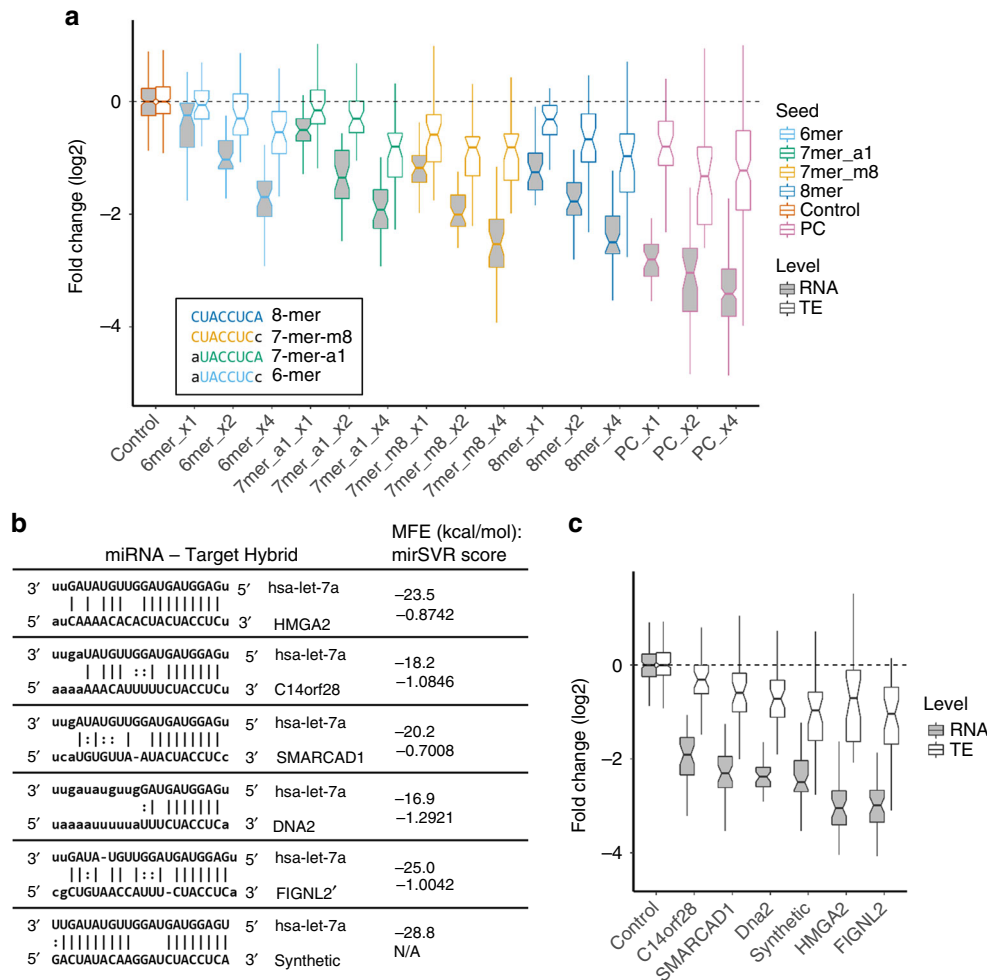 a
Fold change (log2)
0
−2
−4
CUACCUCA 8-mer
CUACCUCc 7-mer-m8
aUACCUCA 7-mer-a1
aUACCUCc 6-mer
Control
6mer_x1
6mer_x2
6mer_x4
7mer_a1_x1
7mer_a1_x2
7mer_a1_x4
7mer_m8_x1
7mer_m8_x2
7mer_m8_x4
8mer_x1
8mer_x2
8mer_x4
PC_x1
PC_x2
PC_x4
Seed
6mer
7mer_a1
7mer_m8
8mer
Control
PC
Level
RNA
TE
b
miRNA – Target Hybrid
MFE (kcal/mol):
mirSVR score
3′ uuGAUAUGUUGGAUGAUGGAGu 5′ hsa-let-7a
5′ auCAAAACACACUACUACCUCu 3′ HMGA2
−23.5
−0.8742
3′ uugaUAUGUUGGAUGAUGGAGu 5′ hsa-let-7a
5′ aaaaAAACAUUUUUCUACCUCu 3′ C14orf28
−18.2
−1.0846
3′ uugAUAUGUUGGAUGAUGGAGu 5′ hsa-let-7a
5′ ucaUGUGUUA-AUACUACCUCc 3′ SMARCAD1
−20.2
−0.7008
3′ uugauauguugGAUGAUGGAGu 5′ hsa-let-7a
5′ uaaaauuuuuaUUUCUACCUCa 3′ DNA2
−16.9
−1.2921
3′ uuGAUA-UGUUGGAUGAUGGAGu 5′ hsa-let-7a
5′ cgCUGUAACCAUUU-CUACCUCa 3′ FIGNL2′
−25.0
−1.0042
3′ UUGAUAUGUUGGAUGAUGGAGU 5′ hsa-let-7a
5′ GACUAUACAAGGAUCUACCUCA 3′ Synthetic
−28.8
N/A
c
Fold change (log2)
0
−2
−4
Control
C14orf28
SMARCAD1
Dna2
Synthetic
HMGA2
FIGNL2
Level
RNA
TE